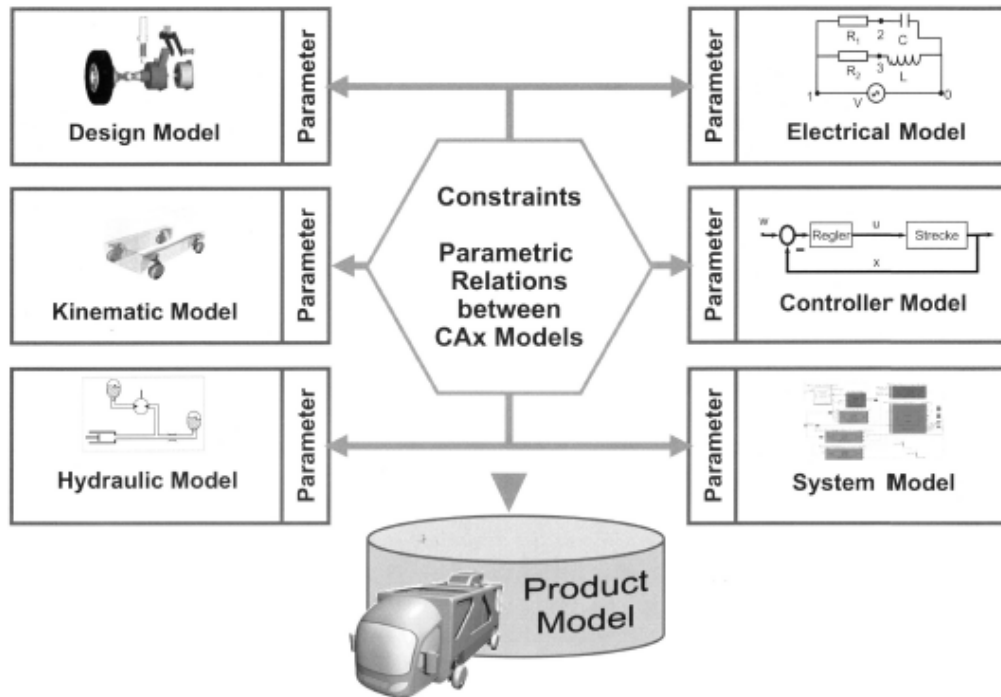 Design Model
Parameter
Kinematic Model
Parameter
Hydraulic Model
Parameter
Constraints
Parametric
Relations
between
CAx Models
Parameter
R1
2
C
R2
3
L
1
V
0
Electrical Model
Parameter
w
Regler
u
Strecke
x
Controller Model
Parameter
System Model
Product
Model